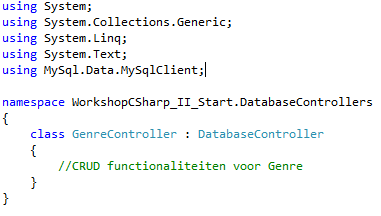 using System;
using System.Collections.Generic;
using System.Linq;
using System.Text;
using MySql.Data.MySqlClient;
namespace WorkshopCSharp_II_Start.DatabaseControllers
{
class GenreController : DatabaseController
{
//CRUD functionaliteiten voor Genre
}
}